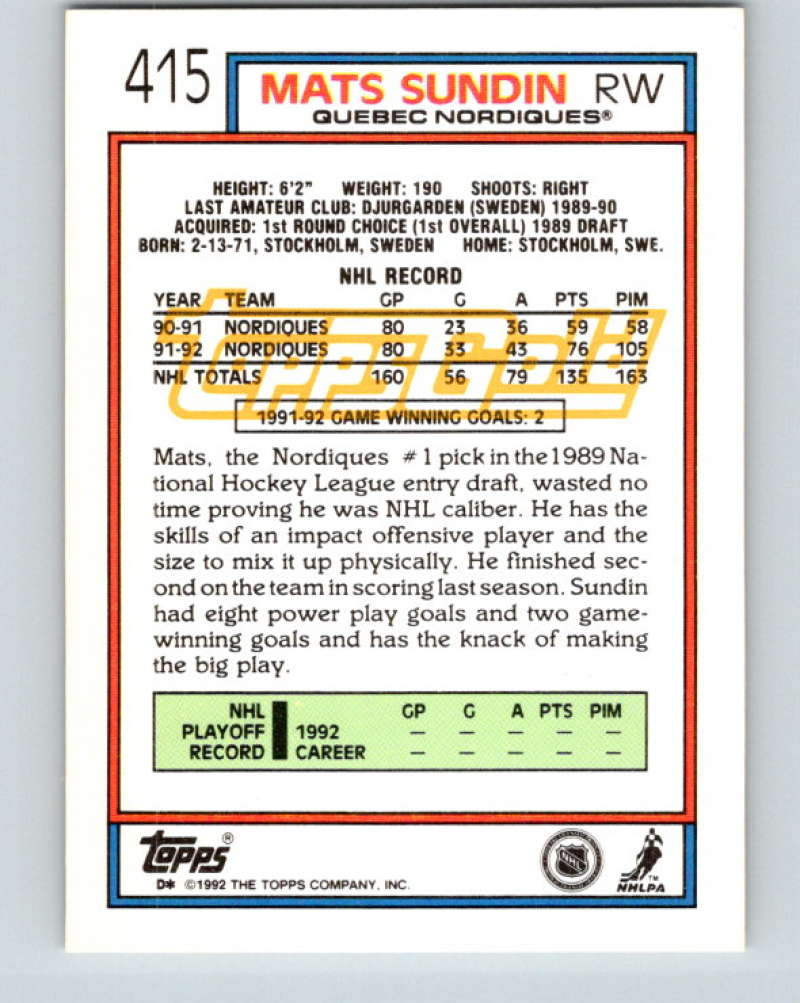 415
MATS SUNDIN RW
QUEBEC NORDIQUES®
HEIGHT: 6'2" WEIGHT: 190 SHOOTS: RIGHT
LAST AMATEUR CLUB: DJURGARDEN (SWEDEN) 1989-90
ACQUIRED: 1st ROUND CHOICE (1st OVERALL) 1989 DRAFT
BORN: 2-13-71, STOCKHOLM, SWEDEN HOME: STOCKHOLM, SWE.
NHL RECORD
YEAR TEAM GP G A PTS PIM
90-91 NORDIQUES 80 23 36 59 58
91-92 NORDIQUES 80 33 43 76 105
NHL TOTALS 160 56 79 135 163
Topps Gold
1991-92 GAME WINNING GOALS: 2
Mats, the Nordiques #1 pick in the 1989 Na-
tional Hockey League entry draft, wasted no
time proving he was NHL caliber. He has the
skills of an impact offensive player and the
size to mix it up physically. He finished sec-
ond on the team in scoring last season. Sundin
had eight power play goals and two game-
winning goals and has the knack of making
the big play.
NHL GP G A PTS PIM
PLAYOFF 1992 – – – – –
RECORD CAREER – – – – –
Topps®
D* ©1992 THE TOPPS COMPANY, INC.
NHL
NHLPA™